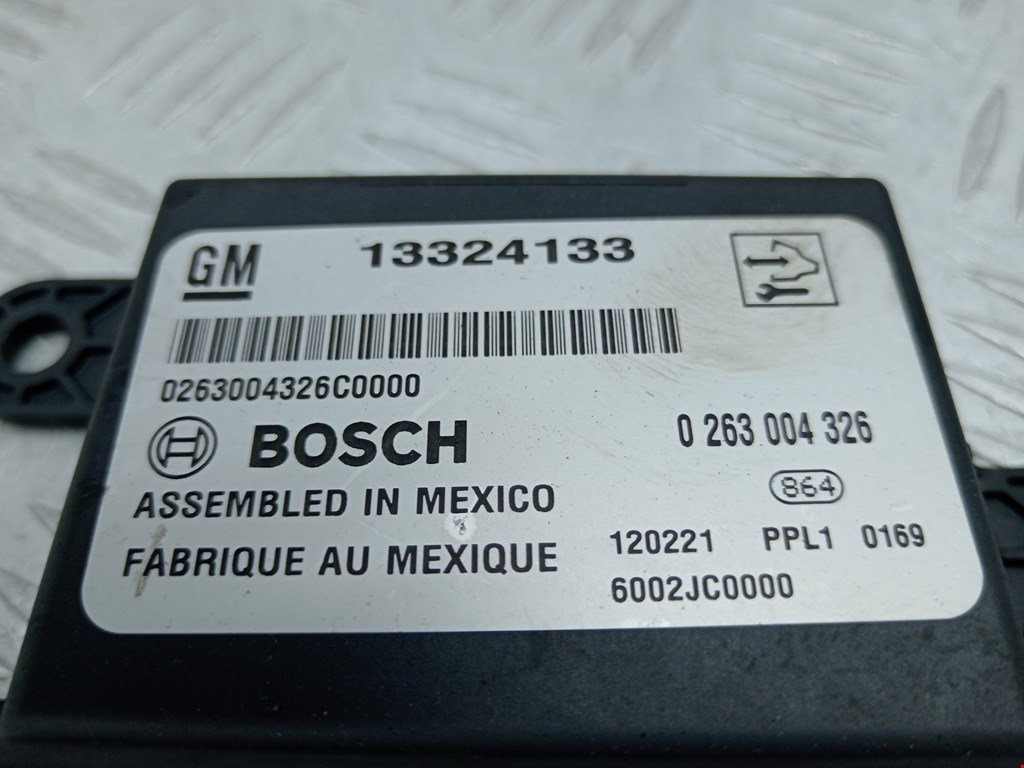 GM 13324133
0263004326C0000
BOSCH 0 263 004 326
864
ASSEMBLED IN MEXICO
FABRIQUE AU MEXIQUE
120221 PPL1 0169
6002JC0000